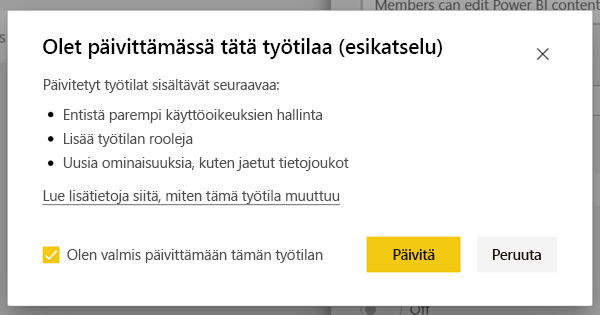 Members can edit Power BI content
Olet päivittämässä tätä työtilaa (esikatselu)
Päivitetyt työtilat sisältävät seuraavaa:
• Entistä parempi käyttöoikeuksien hallinta
• Lisää työtilan rooleja
• Uusia ominaisuuksia, kuten jaetut tietojoukot
Lue lisätietoja siitä, miten tämä työtila muuttuu
Olen valmis päivittämään tämän työtilan
Päivitä
Peruuta
Off